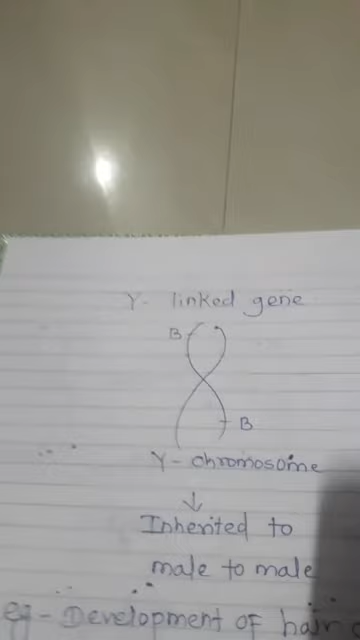 Y- linked gene
B
B
Y- chromosome
↓
Inherited to
male to male
eg- Development of hair